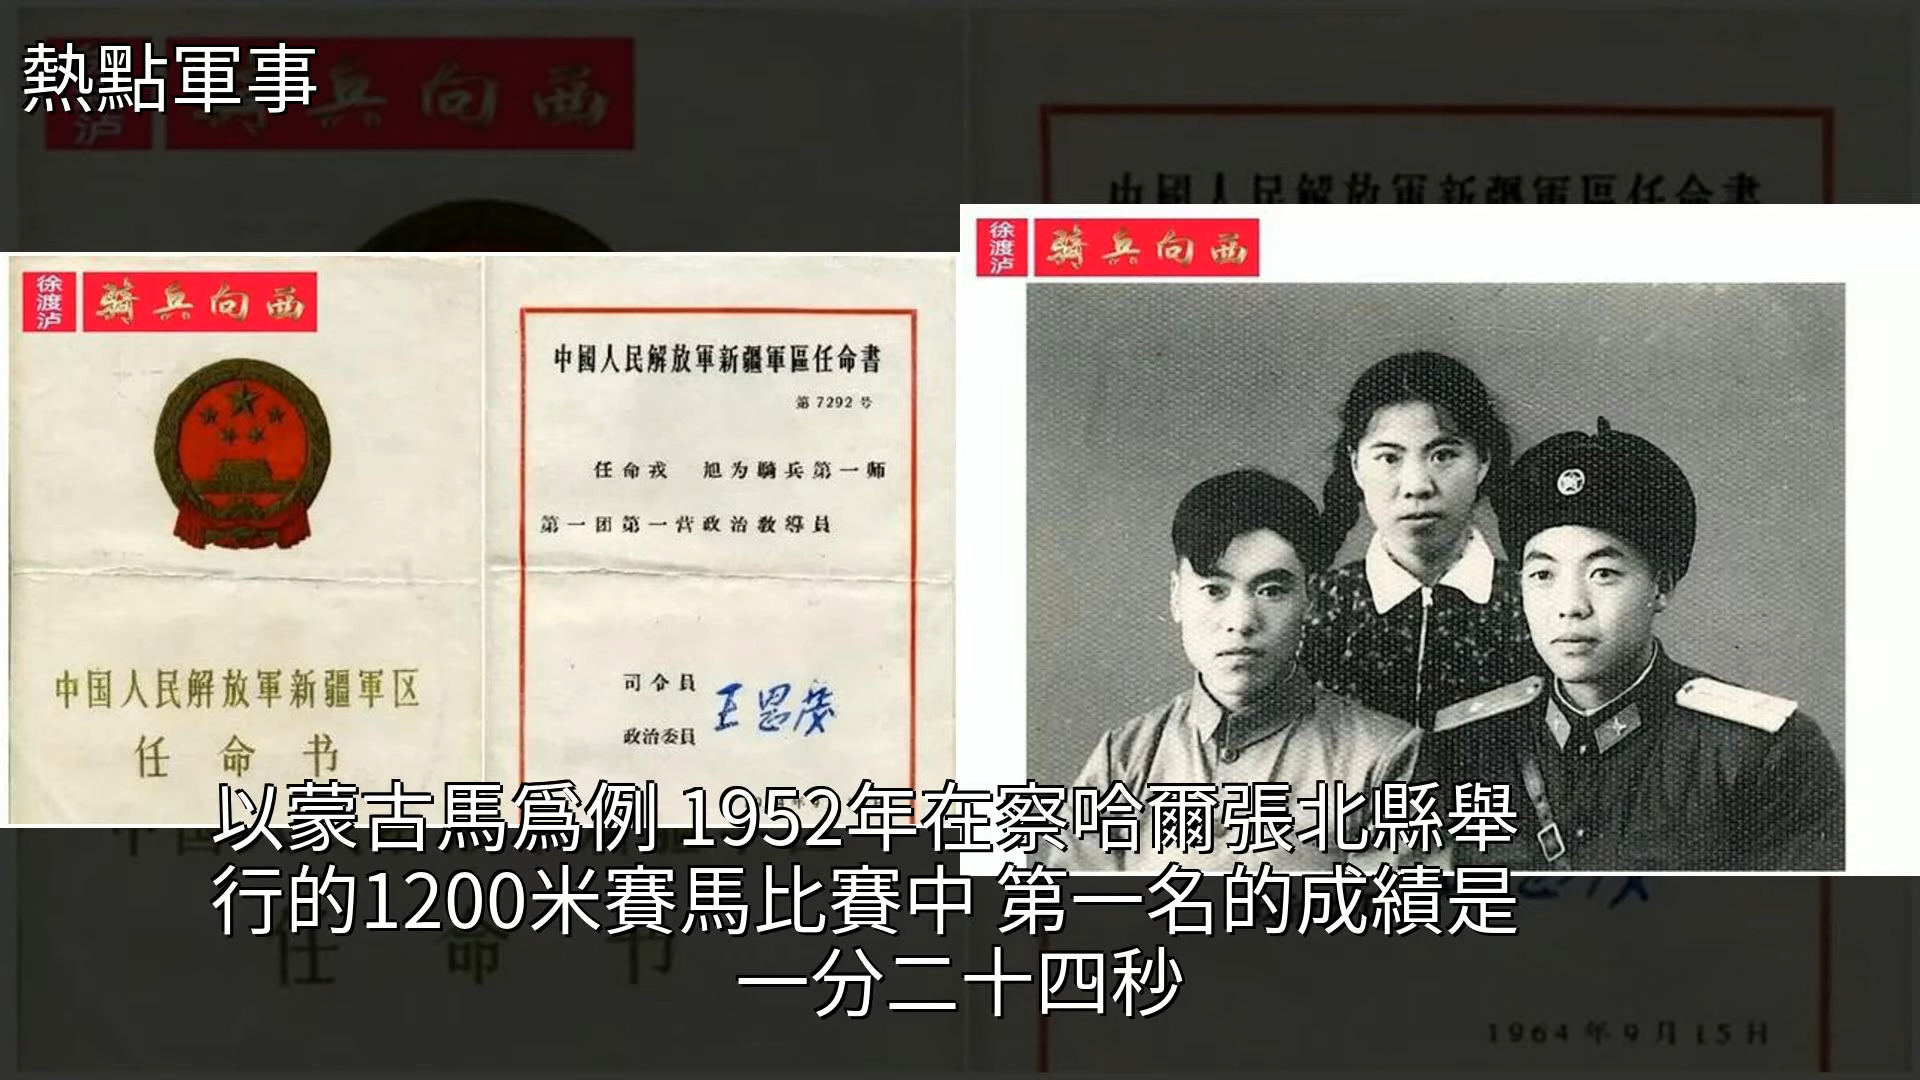 熱點軍事
徐渡泸
骑兵向西
中国人民解放軍新疆軍区
任命书
中國人民解放軍新疆軍區任命書
第7292号
任命戎 旭为騎兵第一师
第一团第一营政治教導員
司令員
政治委員
王恩茂
徐渡泸
骑兵向西
以蒙古馬爲例 1952年在察哈爾張北縣舉
行的1200米賽馬比賽中 第一名的成績是
一分二十四秒
1964年9月15日